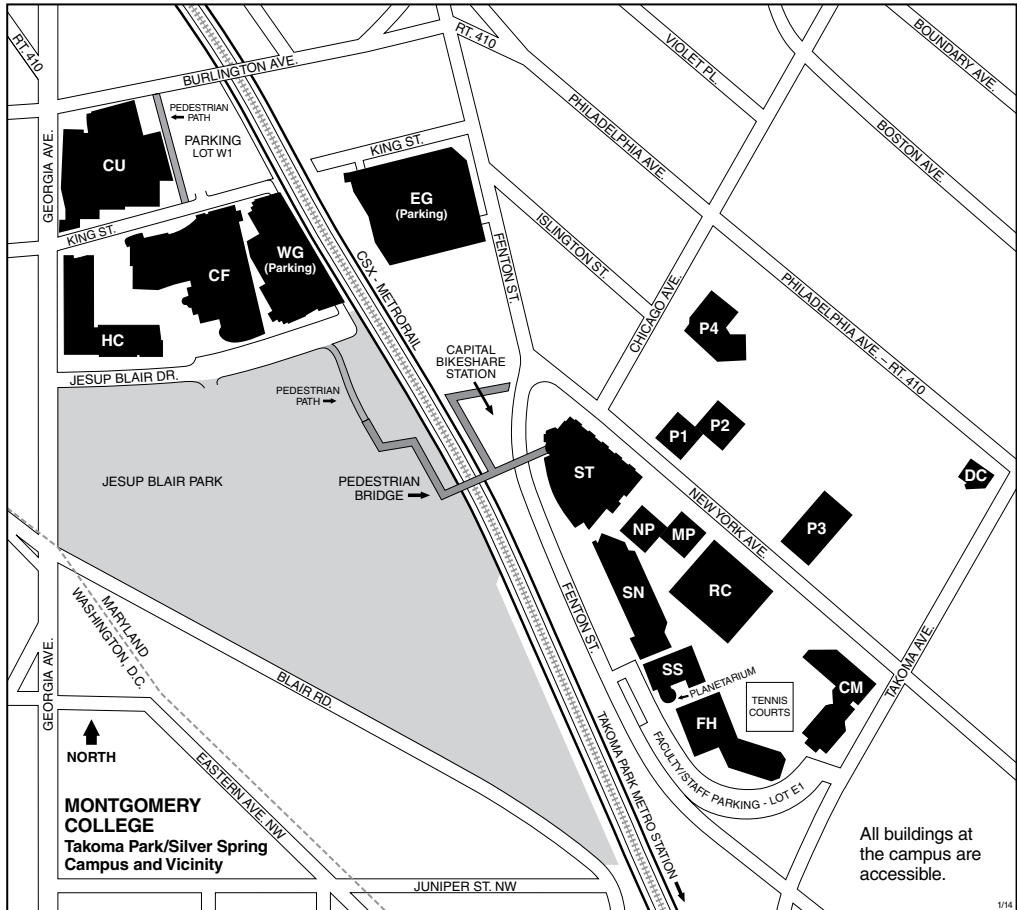 RT. 410
BURLINGTON AVE.
RT. 410
VIOLET PL.
BOUNDARY AVE.
BOSTON AVE.
PHILADELPHIA AVE.
GEORGIA AVE.
PEDESTRIAN
PATH
PARKING
LOT W1
CU
KING ST.
KING ST.
EG
(Parking)
WG
(Parking)
CF
HC
CSX - METRORAIL
FENTON ST.
ISLINGTON ST.
CHICAGO AVE.
PHILADELPHIA AVE. – RT. 410
P4
JESUP BLAIR DR.
PEDESTRIAN
PATH
CAPITAL
BIKESHARE
STATION
P1
P2
DC
JESUP BLAIR PARK
PEDESTRIAN
BRIDGE
ST
NEW YORK AVE.
NP
MP
P3
SN
RC
FENTON ST.
MARYLAND
WASHINGTON, D.C.
GEORGIA AVE.
BLAIR RD.
SS
PLANETARIUM
FH
TENNIS
COURTS
CM
TAKOMA AVE.
NORTH
EASTERN AVE. NW
TAKOMA PARK METRO STATION
FACULTY/STAFF PARKING - LOT E1
MONTGOMERY
COLLEGE
Takoma Park/Silver Spring
Campus and Vicinity
JUNIPER ST. NW
All buildings at
the campus are
accessible.
1/14